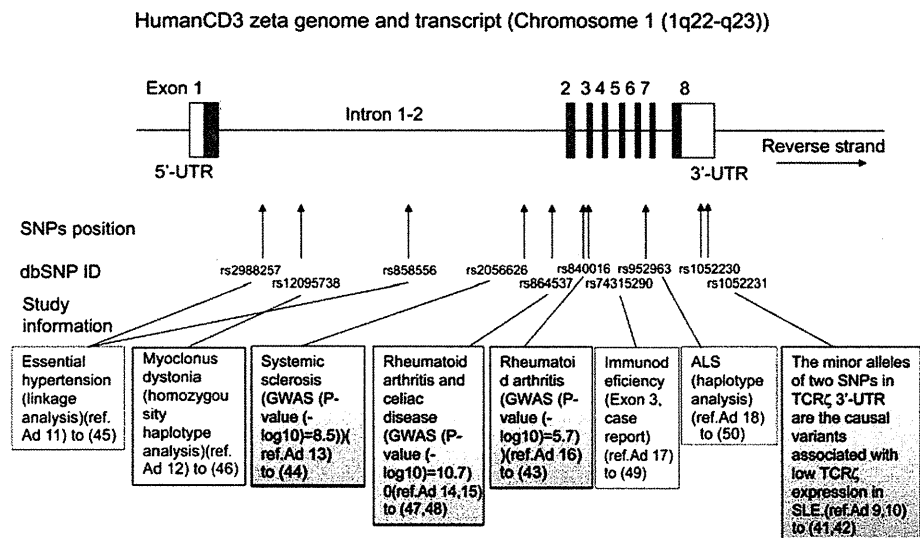 HumanCD3 zeta genome and transcript (Chromosome 1 (1q22-q23))
Exon 1
2 3 4 5 6 7 8
Intron 1-2
Reverse strand
5'-UTR
3'-UTR
SNPs position
dbSNP ID
rs2988257
rs12095738
rs858556
rs2056626
rs864537
rs840016
rs74315290
rs952963
rs1052230
rs1052231
Study
information
Essential
hypertension
(linkage
analysis)(ref.
Ad 11) to (45)
Myoclonus
dystonia
(homozygou
sity
haplotype
analysis)(ref.
Ad 12) to (46)
Systemic
sclerosis
(GWAS (P-
value (-
log10)=8.5))(
ref.Ad 13)
to (44)
Rheumatoid
arthritis and
celiac
disease
(GWAS (P-
value (-
log10)=10.7)
0(ref.Ad 14,15)
to (47,48)
Rheumatoi
d arthritis
(GWAS (P-
value (-
log10)=5.7)
)(ref.Ad 16)
to (43)
Immunod
eficiency
(Exon 3,
case
report)
(ref.Ad 17)
to (49)
ALS
(haplotype
analysis)
(ref.Ad 18)
to (50)
The minor alleles
of two SNPs in
TCRζ 3'-UTR
are the causal
variants
associated with
low TCRζ
expression in
SLE.(ref.Ad 9,10)
to (41,42)